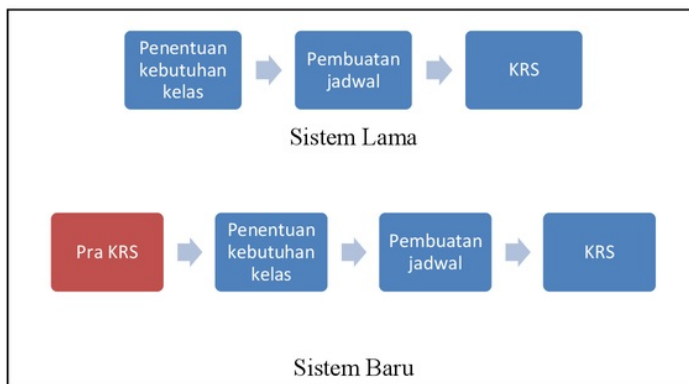 Penentuan
kebutuhan
kelas
Pembuatan
jadwal
KRS
Sistem Lama
Pra KRS
Penentuan
kebutuhan
kelas
Pembuatan
jadwal
KRS
Sistem Baru